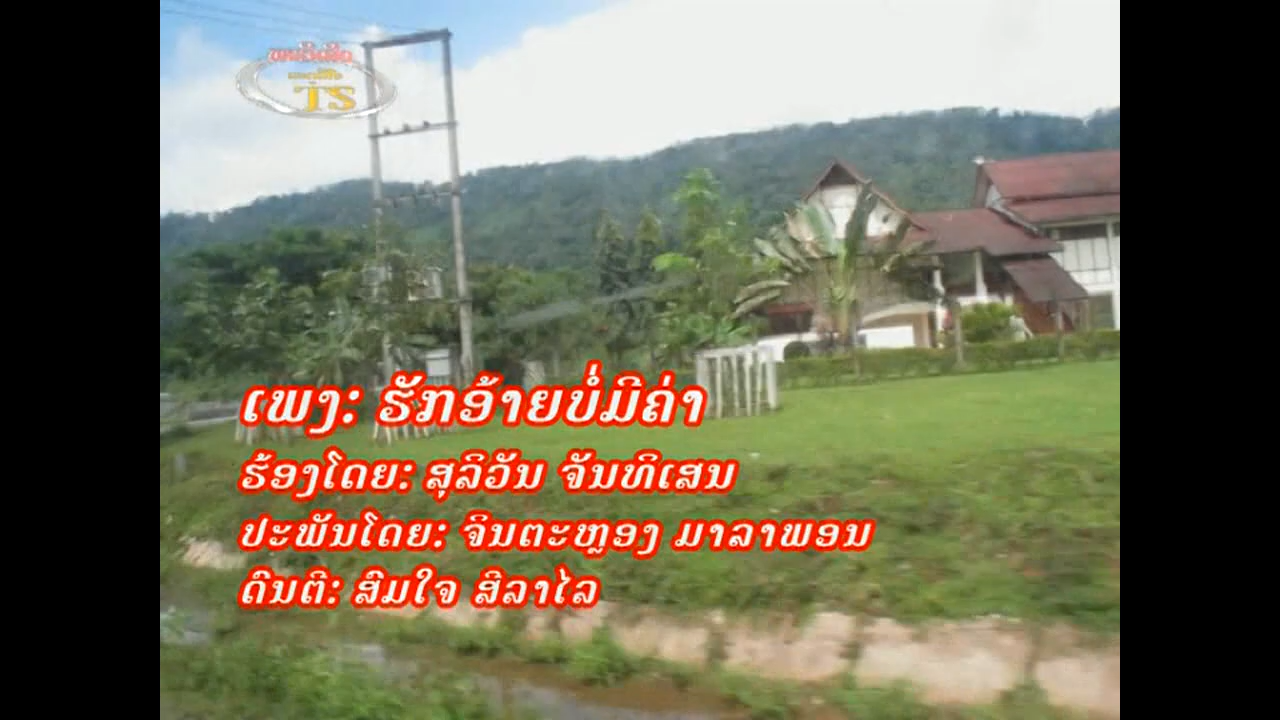 TS
ເພງ: ຮັກອ້າຍບໍ່ມີຄ່າ
ຮ້ອງໂດຍ: ສຸລິວັນ ຈັນທິເສນ
ປະພັນໂດຍ: ຈິນຕະຫຼອງ ມາລາພອນ
ດົນຕີ: ສົມໃຈ ສີລາໄລ